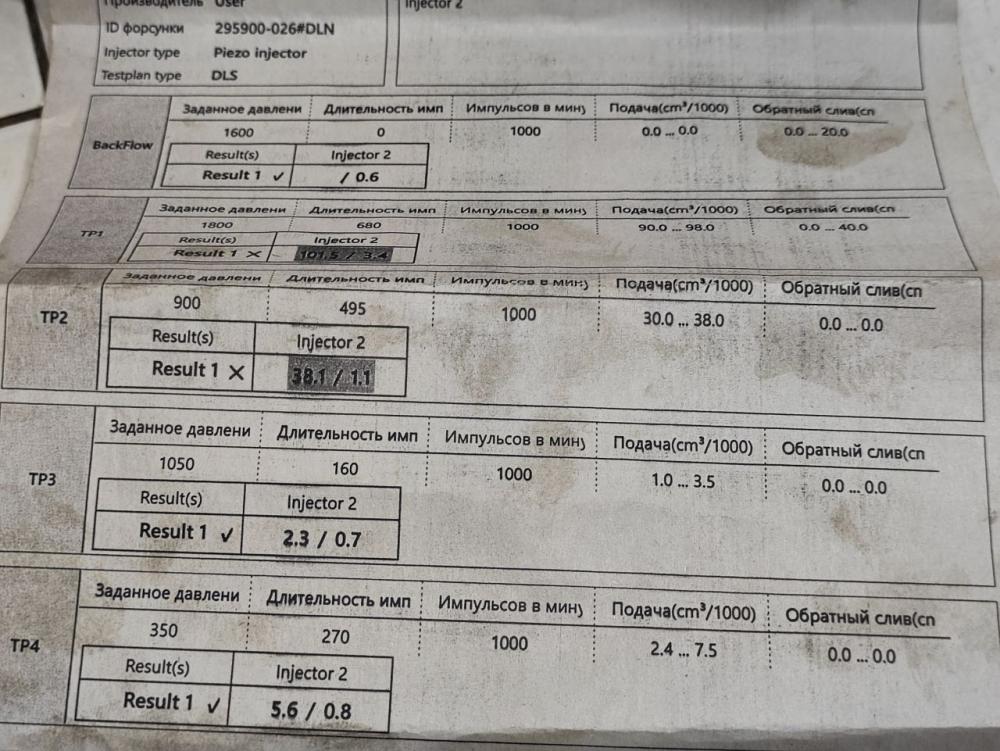 Производитель User
Injector 2
ID форсунки 295900-026#DLN
Injector type Piezo injector
Testplan type DLS
BackFlow
Заданное давлени Длительность имп Импульсов в мин Подача(cm³/1000) Обратный слив(сп
1600 0 1000 0.0 ... 0.0 0.0 ... 20.0
Result(s) Injector 2
Result 1 ✓ / 0.6
TP1
Заданное давлени Длительность имп Импульсов в мин Подача(cm³/1000) Обратный слив(сп
1800 680 1000 90.0 ... 98.0 0.0 ... 40.0
Result(s) Injector 2
Result 1 ✕ 101.5 / 3.4
TP2
Заданное давлени Длительность имп Импульсов в мин Подача(cm³/1000) Обратный слив(сп
900 495 1000 30.0 ... 38.0 0.0 ... 0.0
Result(s) Injector 2
Result 1 ✕ 38.1 / 1.1
TP3
Заданное давлени Длительность имп Импульсов в мин Подача(cm³/1000) Обратный слив(сп
1050 160 1000 1.0 ... 3.5 0.0 ... 0.0
Result(s) Injector 2
Result 1 ✓ 2.3 / 0.7
TP4
Заданное давлени Длительность имп Импульсов в мин Подача(cm³/1000) Обратный слив(сп
350 270 1000 2.4 ... 7.5 0.0 ... 0.0
Result(s) Injector 2
Result 1 ✓ 5.6 / 0.8